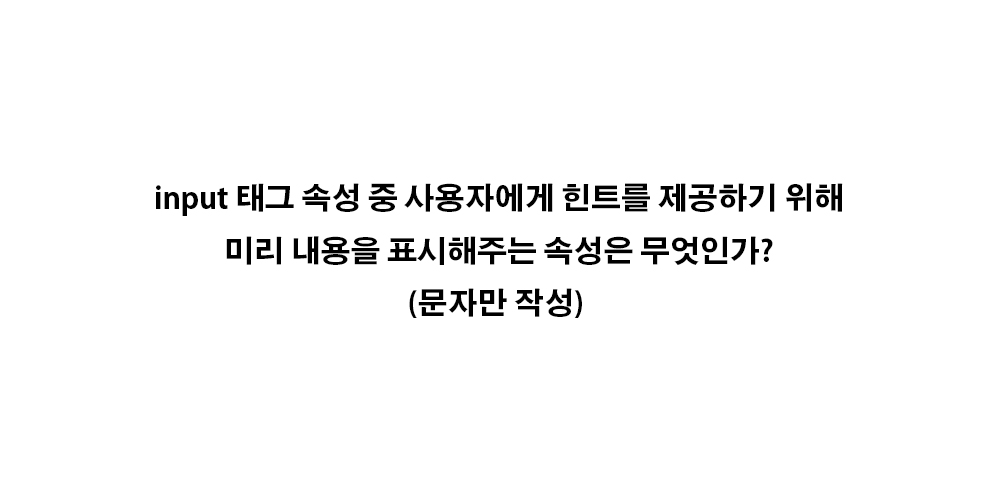 input 태그 속성 중 사용자에게 힌트를 제공하기 위해
미리 내용을 표시해주는 속성은 무엇인가?
(문자만 작성)